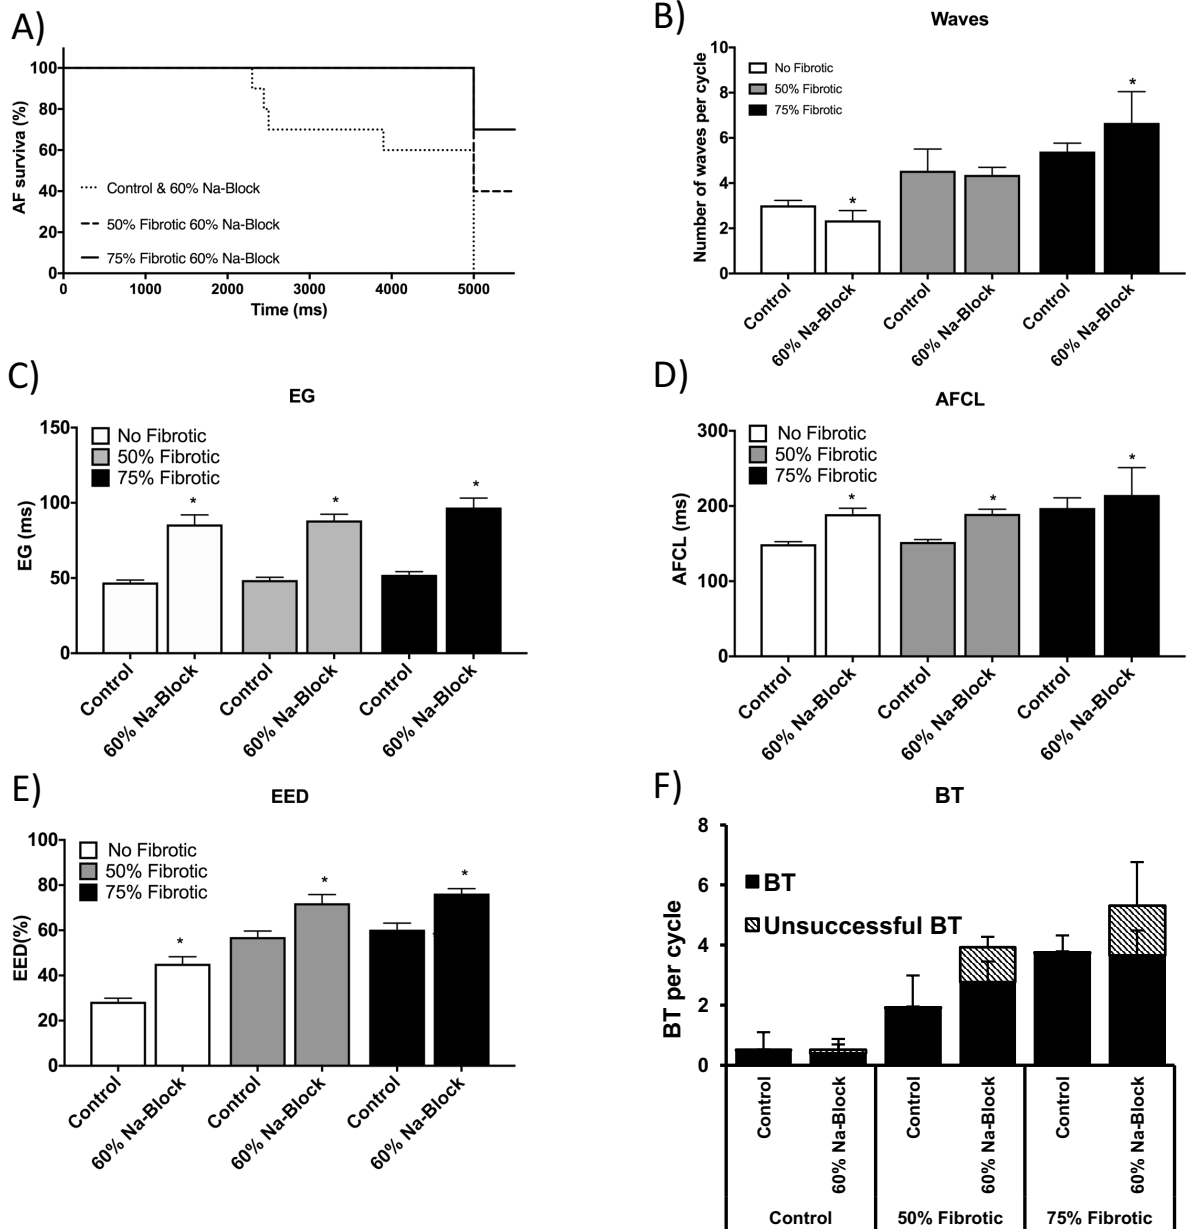 A)
100
80
60
40
20
0
AF surviva (%)
Control & 60% Na-Block
50% Fibrotic 60% Na-Block
75% Fibrotic 60% Na-Block
0 1000 2000 3000 4000 5000
Time (ms)
B)
Waves
10
8
6
4
2
0
Number of waves per cycle
No Fibrotic
50% Fibrotic
75% Fibrotic
*
*
Control
60% Na-Block
Control
60% Na-Block
Control
60% Na-Block
C)
EG
150
100
50
0
EG (ms)
No Fibrotic
50% Fibrotic
75% Fibrotic
*
*
*
Control
60% Na-Block
Control
60% Na-Block
Control
60% Na-Block
D)
AFCL
300
200
100
0
AFCL (ms)
No Fibrotic
50% Fibrotic
75% Fibrotic
*
*
*
Control
60% Na-Block
Control
60% Na-Block
Control
60% Na-Block
E)
EED
100
80
60
40
20
0
EED(%)
No Fibrotic
50% Fibrotic
75% Fibrotic
*
*
*
Control
60% Na-Block
Control
60% Na-Block
Control
60% Na-Block
F)
BT
8
6
4
2
0
BT per cycle
BT
Unsuccessful BT
Control
60% Na-Block
Control
60% Na-Block
Control
60% Na-Block
Control
50% Fibrotic
75% Fibrotic